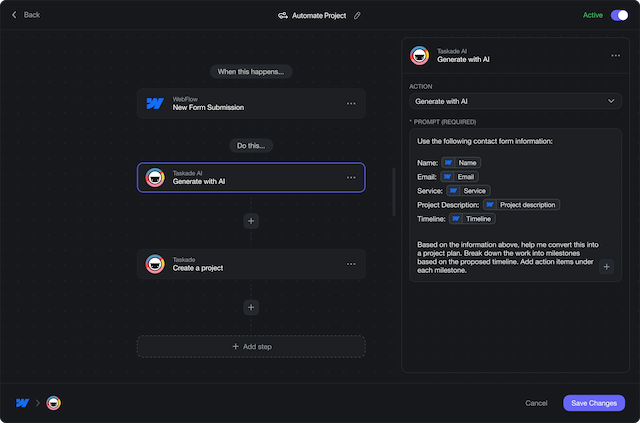 Back
Automate Project
Active
When this happens...
WebFlow
New Form Submission
Do this...
Taskade AI
Generate with AI
Taskade
Create a project
Add step
Taskade AI
Generate with AI
ACTION
Generate with AI
* PROMPT (REQUIRED)
Use the following contact form information:
Name: Name
Email: Email
Service: Service
Project Description: Project description
Timeline: Timeline
Based on the information above, help me convert this into
a project plan. Break down the work into milestones
based on the proposed timeline. Add action items under
each milestone.
Cancel
Save Changes